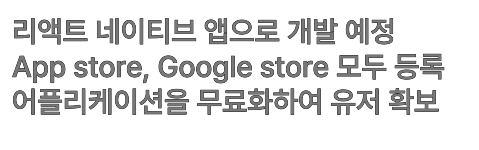 리액트 네이티브 앱으로 개발 예정
App store, Google store 모두 등록
어플리케이션을 무료화하여 유저 확보